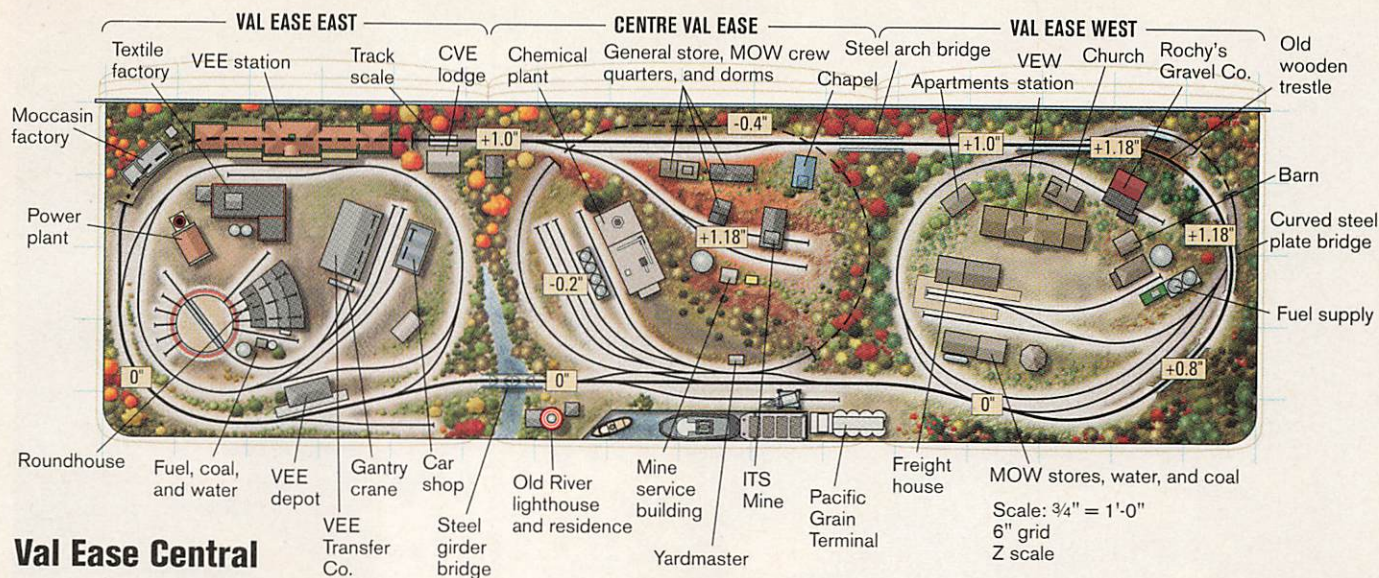 VAL EASE EAST
CENTRE VAL EASE
VAL EASE WEST
Textile
factory
VEE station
Track
scale
CVE
lodge
Chemical
plant
General store, MOW crew
quarters, and dorms
Chapel
Steel arch bridge
Apartments
VEW
station
Church
Rochy's
Gravel Co.
Old
wooden
trestle
Moccasin
factory
Power
plant
Barn
Curved steel
plate bridge
Fuel supply
+1.0"
-0.4"
+1.0"
+1.18"
+1.18"
+1.18"
-0.2"
+0.8"
0"
0"
0"
Roundhouse
Fuel, coal,
and water
VEE
depot
VEE
Transfer
Co.
Gantry
crane
Car
shop
Steel
girder
bridge
Old River
lighthouse
and residence
Mine
service
building
Yardmaster
ITS
Mine
Pacific
Grain
Terminal
Freight
house
MOW stores, water, and coal
Scale: ¾" = 1'-0"
6" grid
Z scale
Val Ease Central